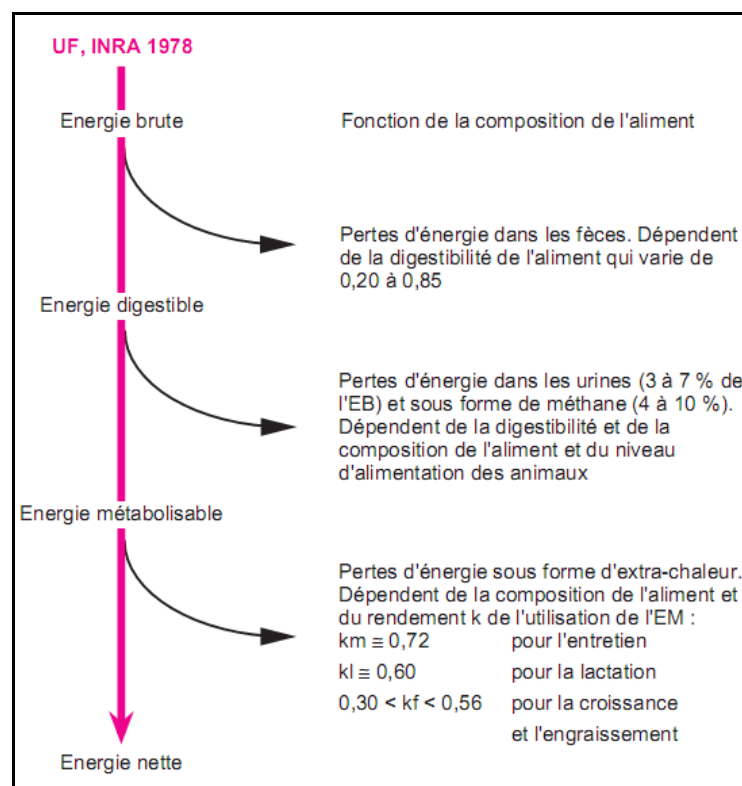 UF, INRA 1978
Energie brute
Fonction de la composition de l'aliment
Pertes d'énergie dans les fèces. Dépendent
de la digestibilité de l'aliment qui varie de
0,20 à 0,85
Energie digestible
Pertes d'énergie dans les urines (3 à 7 % de
l'EB) et sous forme de méthane (4 à 10 %).
Dépendent de la digestibilité et de la
composition de l'aliment et du niveau
d'alimentation des animaux
Energie métabolisable
Pertes d'énergie sous forme d'extra-chaleur.
Dépendent de la composition de l'aliment et
du rendement k de l'utilisation de l'EM :
km ≅ 0,72 pour l'entretien
kl ≅ 0,60 pour la lactation
0,30 < kf < 0,56 pour la croissance
et l'engraissement
Energie nette